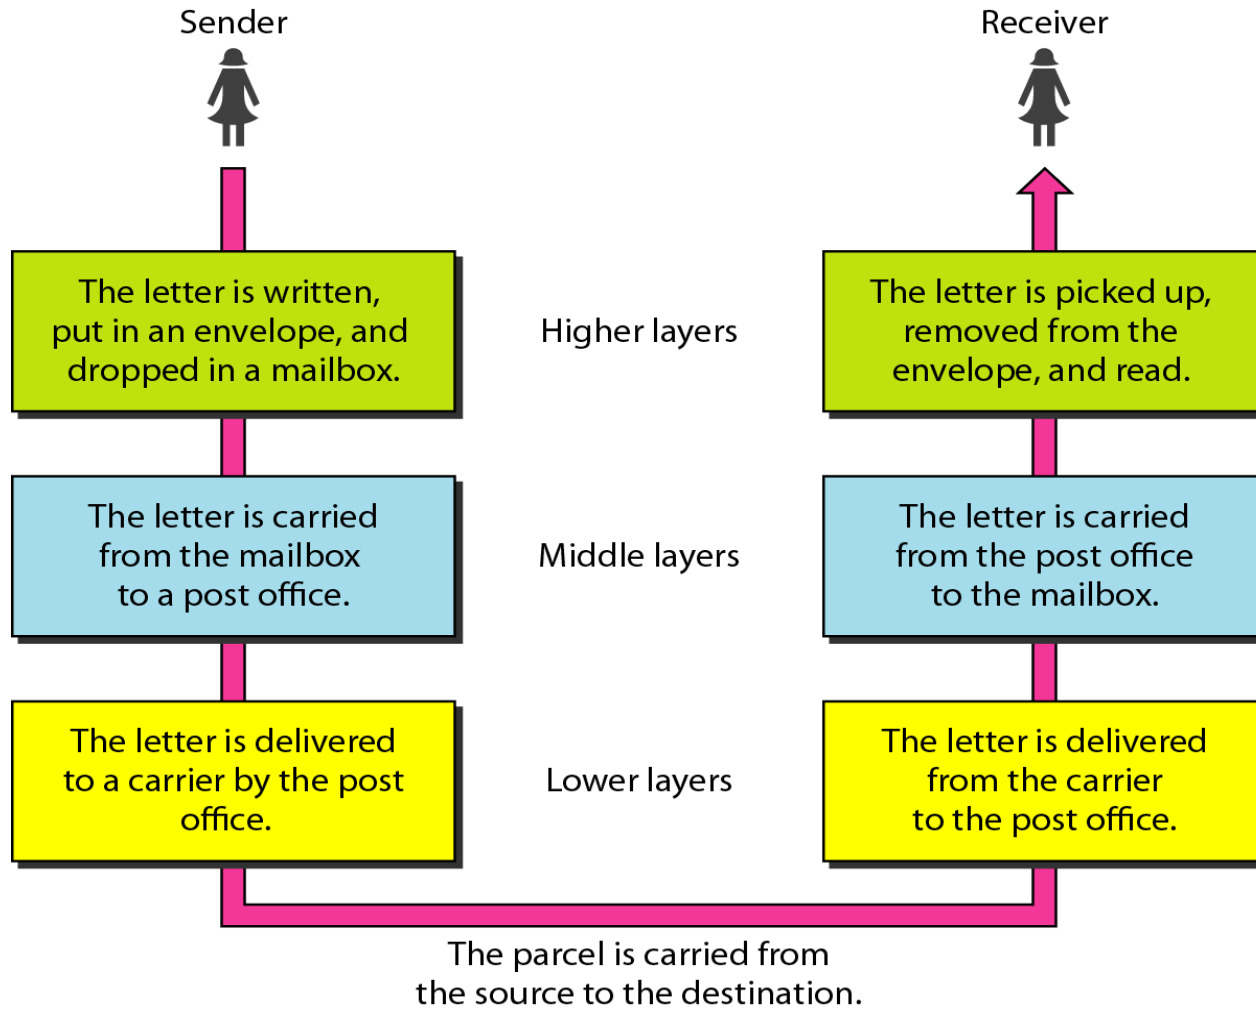 Sender
Receiver
The letter is written,
put in an envelope, and
dropped in a mailbox.
Higher layers
The letter is picked up,
removed from the
envelope, and read.
The letter is carried
from the mailbox
to a post office.
Middle layers
The letter is carried
from the post office
to the mailbox.
The letter is delivered
to a carrier by the post
office.
Lower layers
The letter is delivered
from the carrier
to the post office.
The parcel is carried from
the source to the destination.